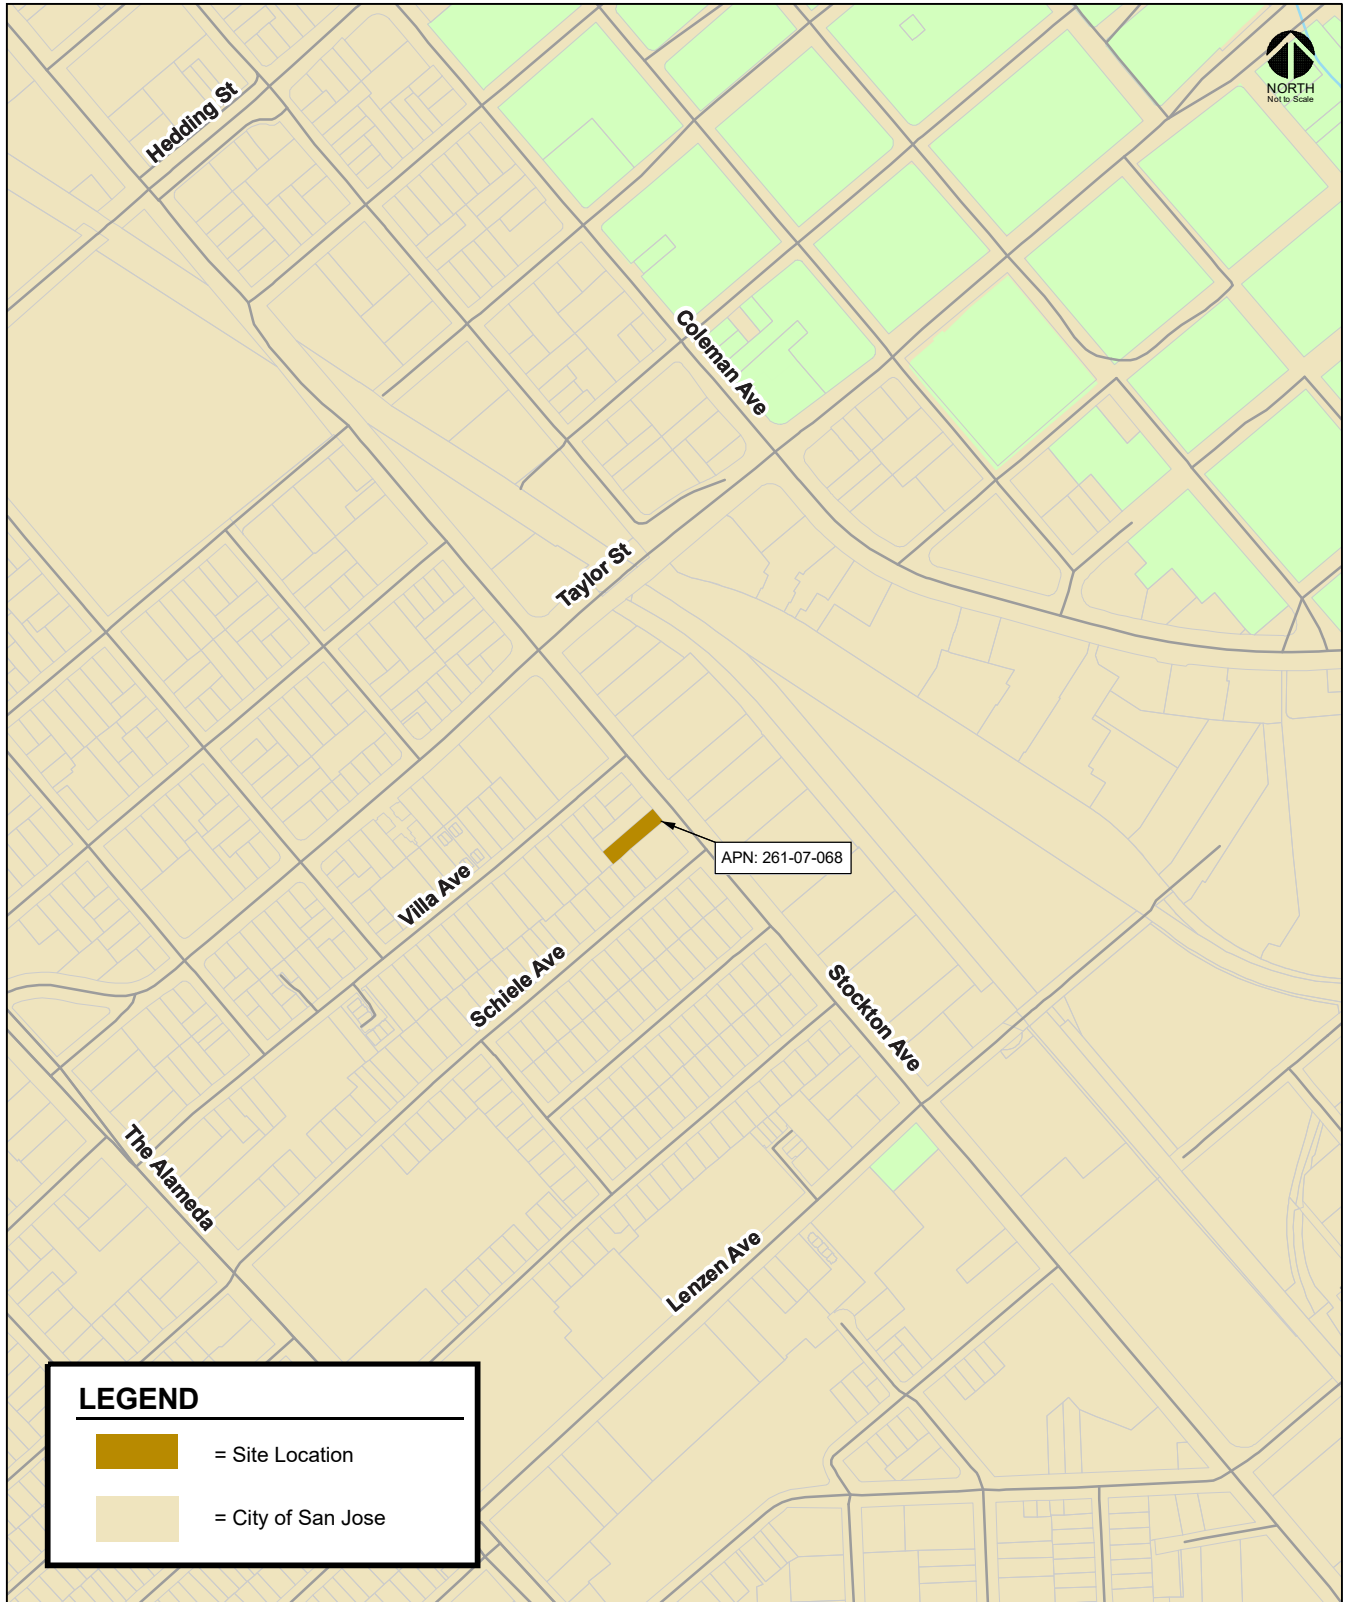 NORTH
Not to Scale
Hedding St
Coleman Ave
Taylor St
APN: 261-07-068
Villa Ave
Schiele Ave
Stockton Ave
The Alameda
Lenzen Ave
LEGEND
= Site Location
= City of San Jose